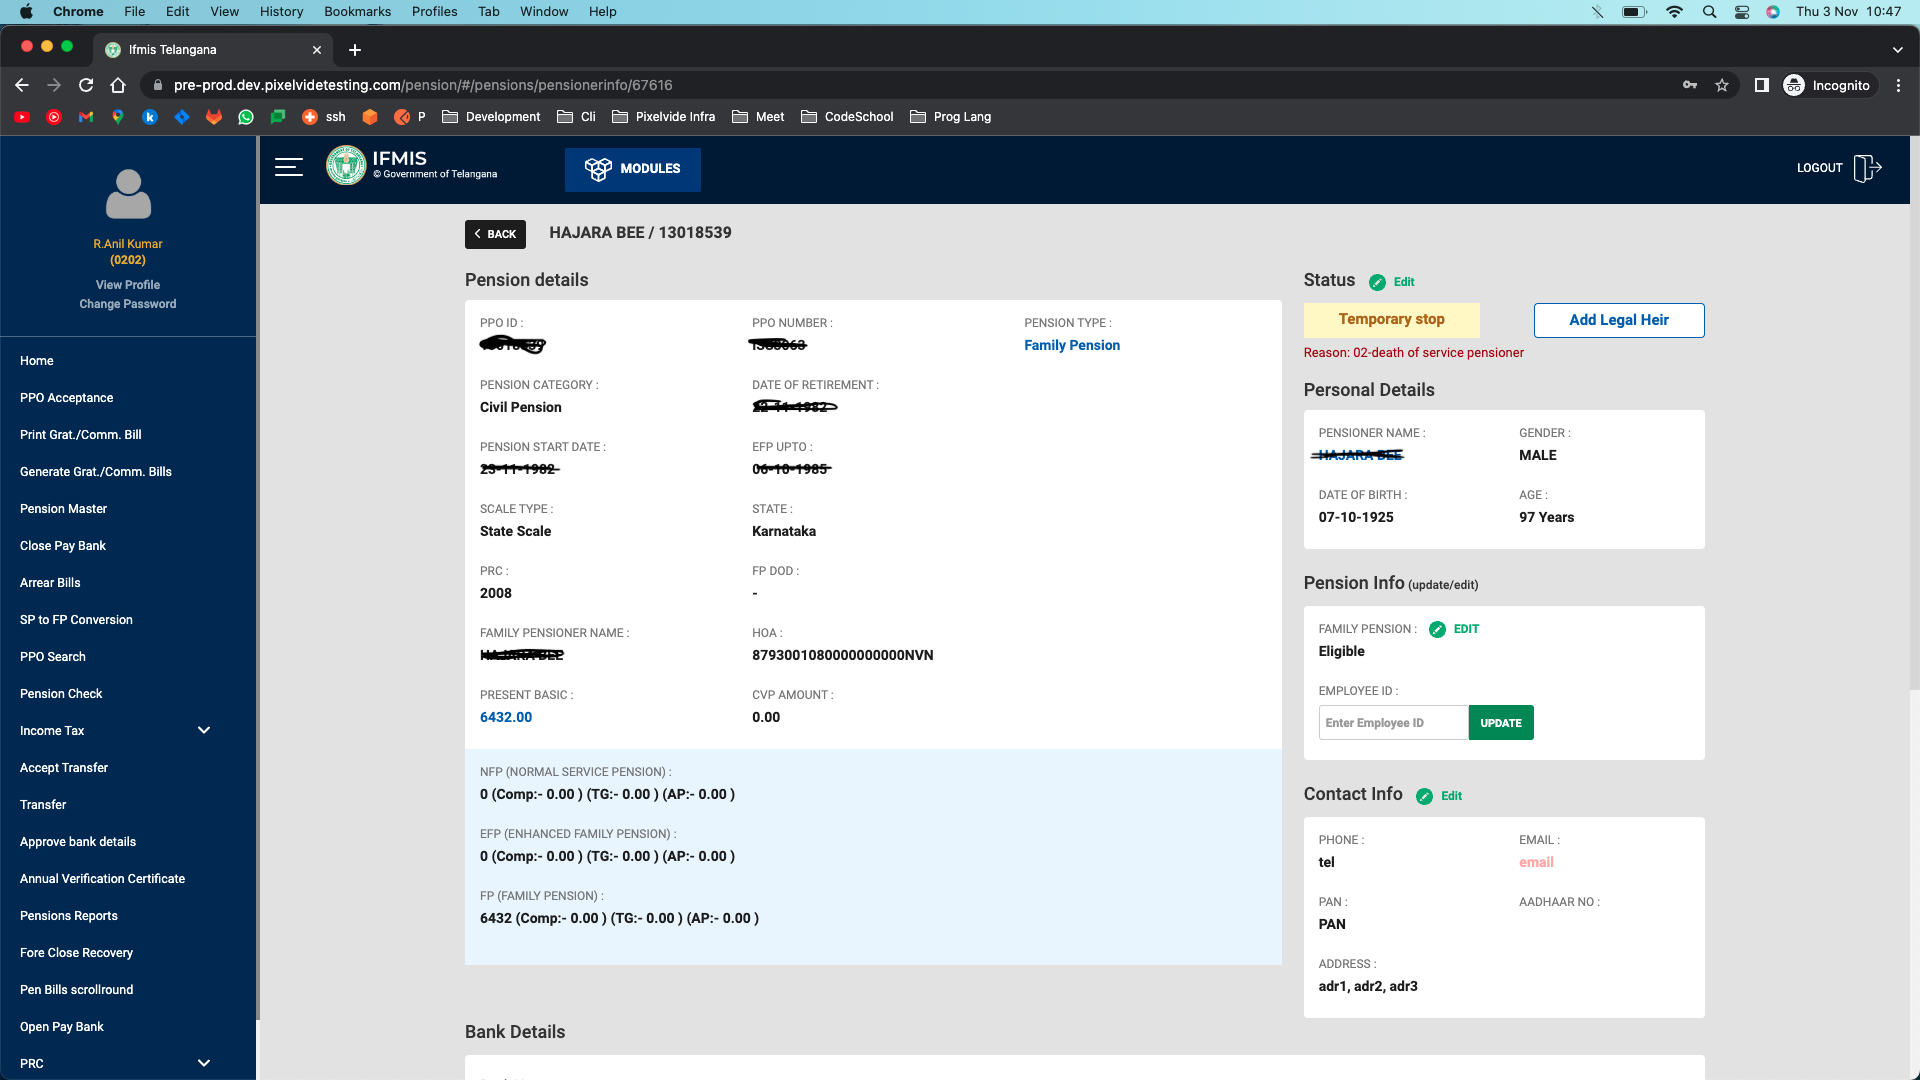 Chrome File Edit View History Bookmarks Profiles Tab Window Help Thu 3 Nov 10:47
Ifmis Telangana
pre-prod.dev.pixelvidetesting.com/pension/#/pensions/pensionerinfo/67616 Incognito
ssh P Development Cli Pixelvide Infra Meet CodeSchool Prog Lang
R.Anil Kumar
(0202)
View Profile
Change Password
Home
PPO Acceptance
Print Grat./Comm. Bill
Generate Grat./Comm. Bills
Pension Master
Close Pay Bank
Arrear Bills
SP to FP Conversion
PPO Search
Pension Check
Income Tax
Accept Transfer
Transfer
Approve bank details
Annual Verification Certificate
Pensions Reports
Fore Close Recovery
Pen Bills scrollround
Open Pay Bank
PRC
IFMIS
© Government of Telangana
MODULES
LOGOUT
BACK
HAJARA BEE / 13018539
Pension details
PPO ID : PPO NUMBER : PENSION TYPE :
Family Pension
PENSION CATEGORY : DATE OF RETIREMENT :
Civil Pension
PENSION START DATE : EFP UPTO :
23-11-1982 06-10-1985
SCALE TYPE : STATE :
State Scale Karnataka
PRC : FP DOD :
2008 -
FAMILY PENSIONER NAME : HOA :
8793001080000000000NVN
PRESENT BASIC : CVP AMOUNT :
6432.00 0.00
NFP (NORMAL SERVICE PENSION) :
0 (Comp:- 0.00 ) (TG:- 0.00 ) (AP:- 0.00 )
EFP (ENHANCED FAMILY PENSION) :
0 (Comp:- 0.00 ) (TG:- 0.00 ) (AP:- 0.00 )
FP (FAMILY PENSION) :
6432 (Comp:- 0.00 ) (TG:- 0.00 ) (AP:- 0.00 )
Status Edit
Temporary stop Add Legal Heir
Reason: 02-death of service pensioner
Personal Details
PENSIONER NAME : GENDER :
HAJARA BEE MALE
DATE OF BIRTH : AGE :
07-10-1925 97 Years
Pension Info (update/edit)
FAMILY PENSION : EDIT
Eligible
EMPLOYEE ID :
Enter Employee ID UPDATE
Contact Info Edit
PHONE : EMAIL :
tel email
PAN : AADHAAR NO :
PAN
ADDRESS :
adr1, adr2, adr3
Bank Details